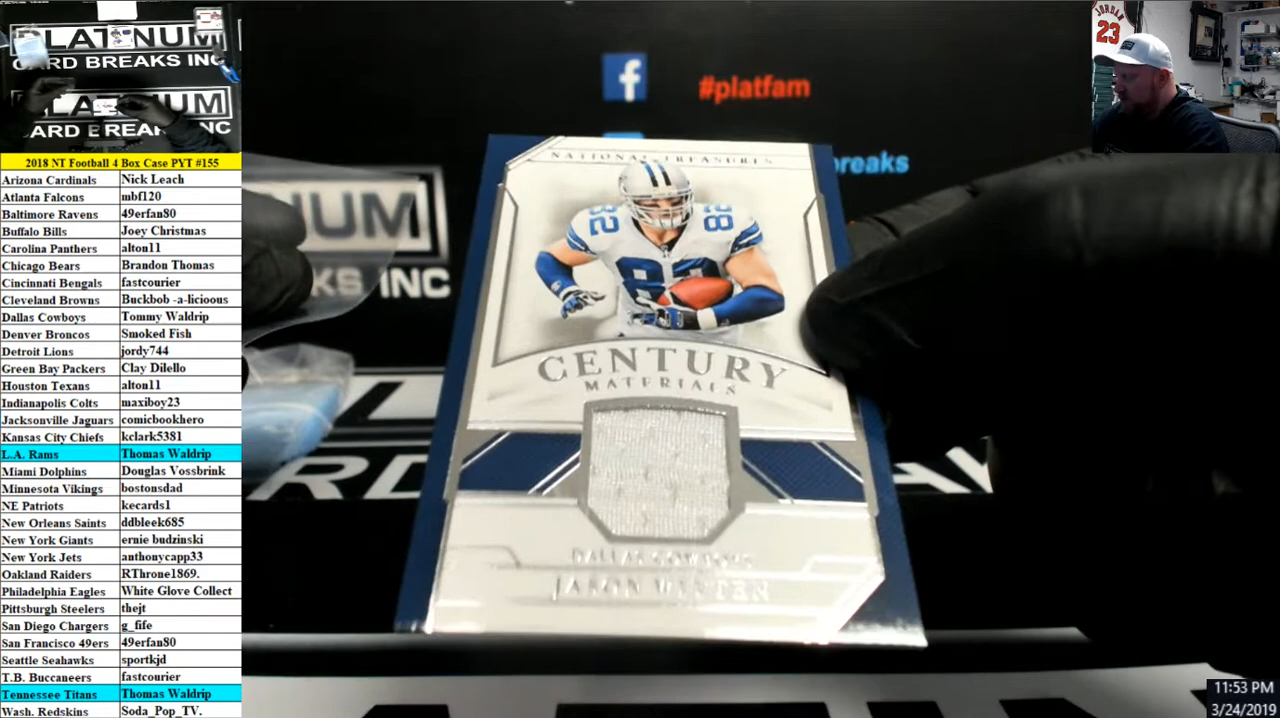 PLATINUM
CARD BREAKS INC
2018 NT Football 4 Box Case PYT #155
Arizona Cardinals Nick Leach
Atlanta Falcons mbf120
Baltimore Ravens 49erfan80
Buffalo Bills Joey Christmas
Carolina Panthers alton11
Chicago Bears Brandon Thomas
Cincinnati Bengals fastcourier
Cleveland Browns Buckbob -a-licioous
Dallas Cowboys Tommy Waldrip
Denver Broncos Smoked Fish
Detroit Lions jordy744
Green Bay Packers Clay Dilello
Houston Texans alton11
Indianapolis Colts maxiboy23
Jacksonville Jaguars comicbookhero
Kansas City Chiefs kclark5381
L.A. Rams Thomas Waldrip
Miami Dolphins Douglas Vossbrink
Minnesota Vikings bostonsdad
NE Patriots kecards1
New Orleans Saints ddbleek685
New York Giants ernie budzinski
New York Jets anthonycapp33
Oakland Raiders RThrone1869.
Philadelphia Eagles White Glove Collect
Pittsburgh Steelers thejt
San Diego Chargers g_fife
San Francisco 49ers 49erfan80
Seattle Seahawks sportkjd
T.B. Buccaneers fastcourier
Tennessee Titans Thomas Waldrip
Wash. Redskins Soda_Pop_TV.
f
#platfam
breaks
NATIONAL TREASURES
82 82
82
CENTURY
MATERIALS
DALLAS COWBOYS
JASON WITTEN
JORDAN
23
11:53 PM
3/24/2019